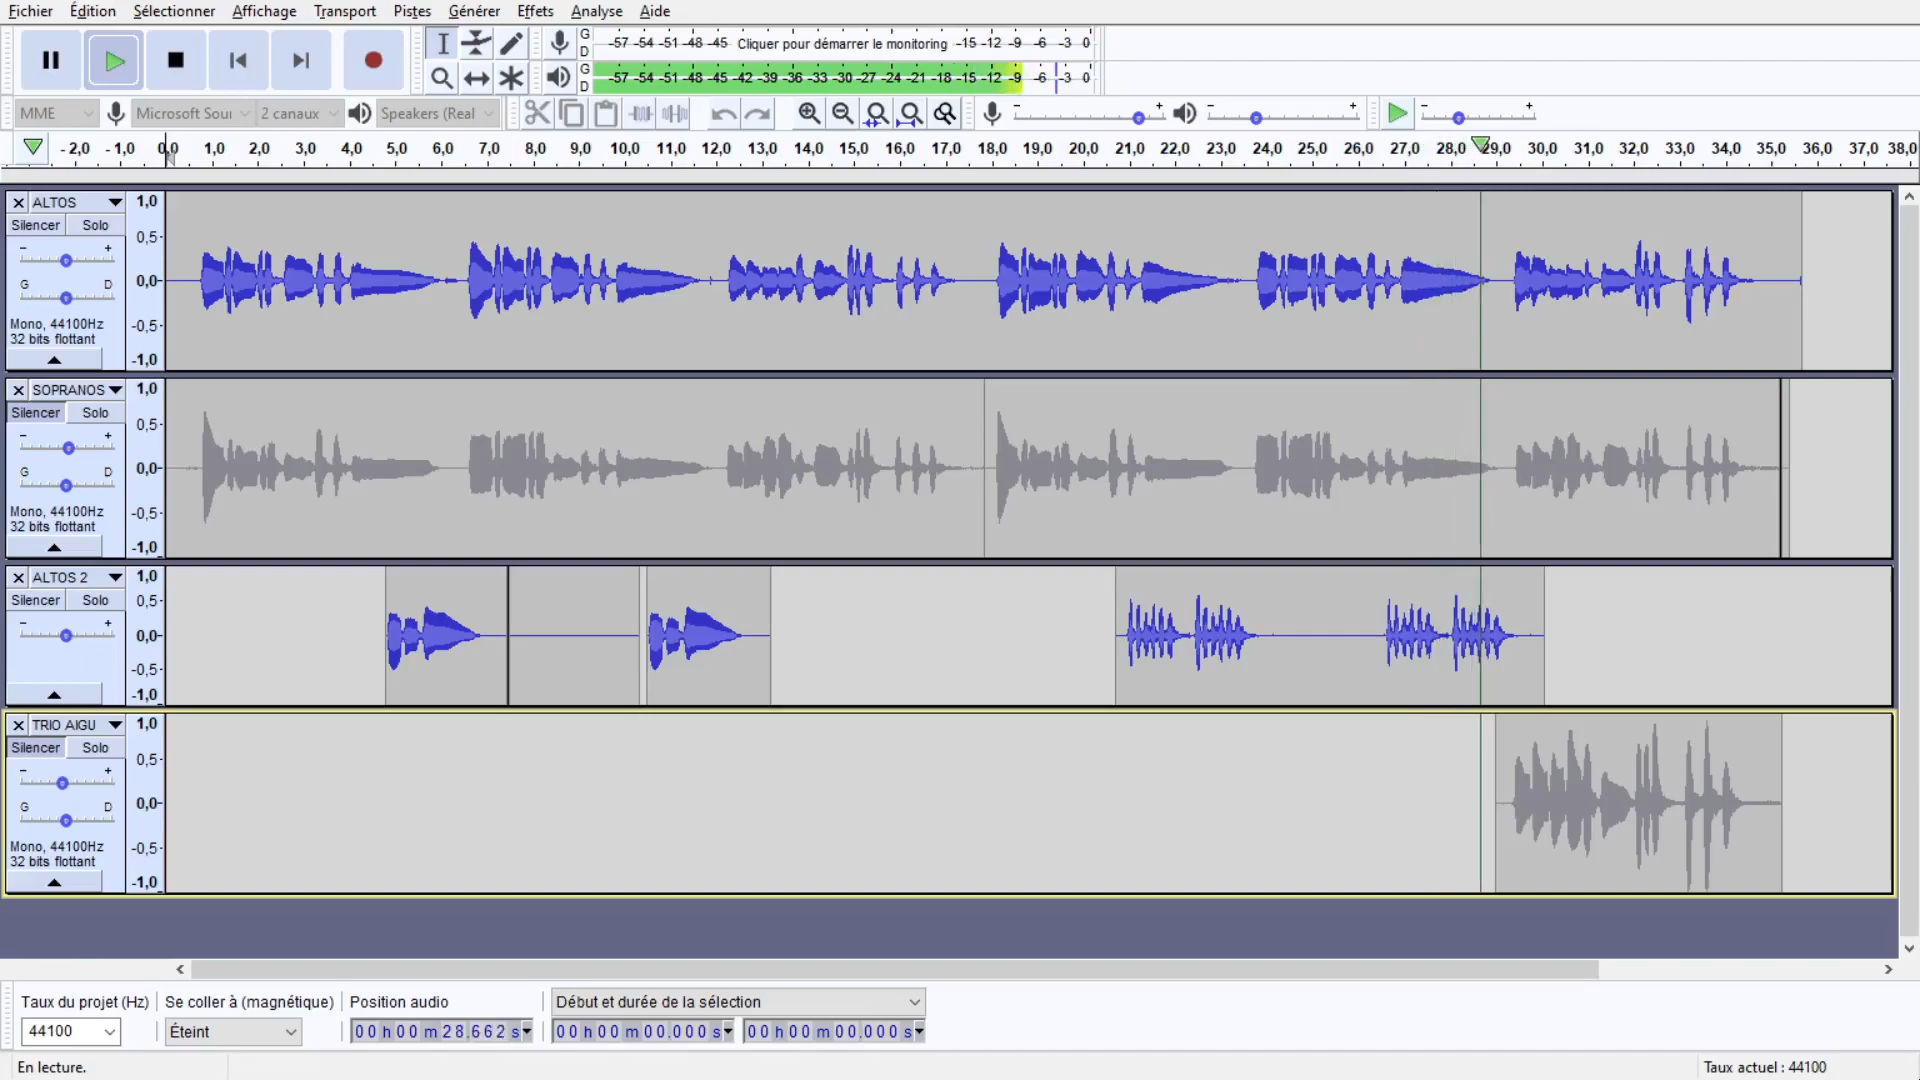 Fichier Édition Sélectionner Affichage Transport Pistes Générer Effets Analyse Aide
G D -57 -54 -51 -48 -45 Cliquer pour démarrer le monitoring -15 -12 -9 -6 -3 0
G D -57 -54 -51 -48 -45 -42 -39 -36 -33 -30 -27 -24 -21 -18 -15 -12 -9 -6 -3 0
MME Microsoft Soui 2 canaux Speakers (Real
- 2,0 - 1,0 0,0 1,0 2,0 3,0 4,0 5,0 6,0 7,0 8,0 9,0 10,0 11,0 12,0 13,0 14,0 15,0 16,0 17,0 18,0 19,0 20,0 21,0 22,0 23,0 24,0 25,0 26,0 27,0 28,0 29,0 30,0 31,0 32,0 33,0 34,0 35,0 36,0 37,0 38,0
ALTOS 1,0
Silencer Solo
- + 0,5-
G D 0,0-
Mono, 44100Hz -0,5-
32 bits flottant
-1,0
SOPRANOS 1,0
Silencer Solo
- + 0,5-
G D 0,0-
Mono, 44100Hz -0,5-
32 bits flottant
-1,0
ALTOS 2 1,0
Silencer Solo 0,5-
- + 0,0-
-0,5-
-1,0
TRIO AIGU 1,0
Silencer Solo
- + 0,5-
G D 0,0-
Mono, 44100Hz -0,5-
32 bits flottant
-1,0
Taux du projet (Hz) Se coller à (magnétique) Position audio Début et durée de la sélection
44100 Éteint 00 h 00 m 28.662 s 00 h 00 m 00.000 s 00 h 00 m 00.000 s
En lecture. Taux actuel : 44100